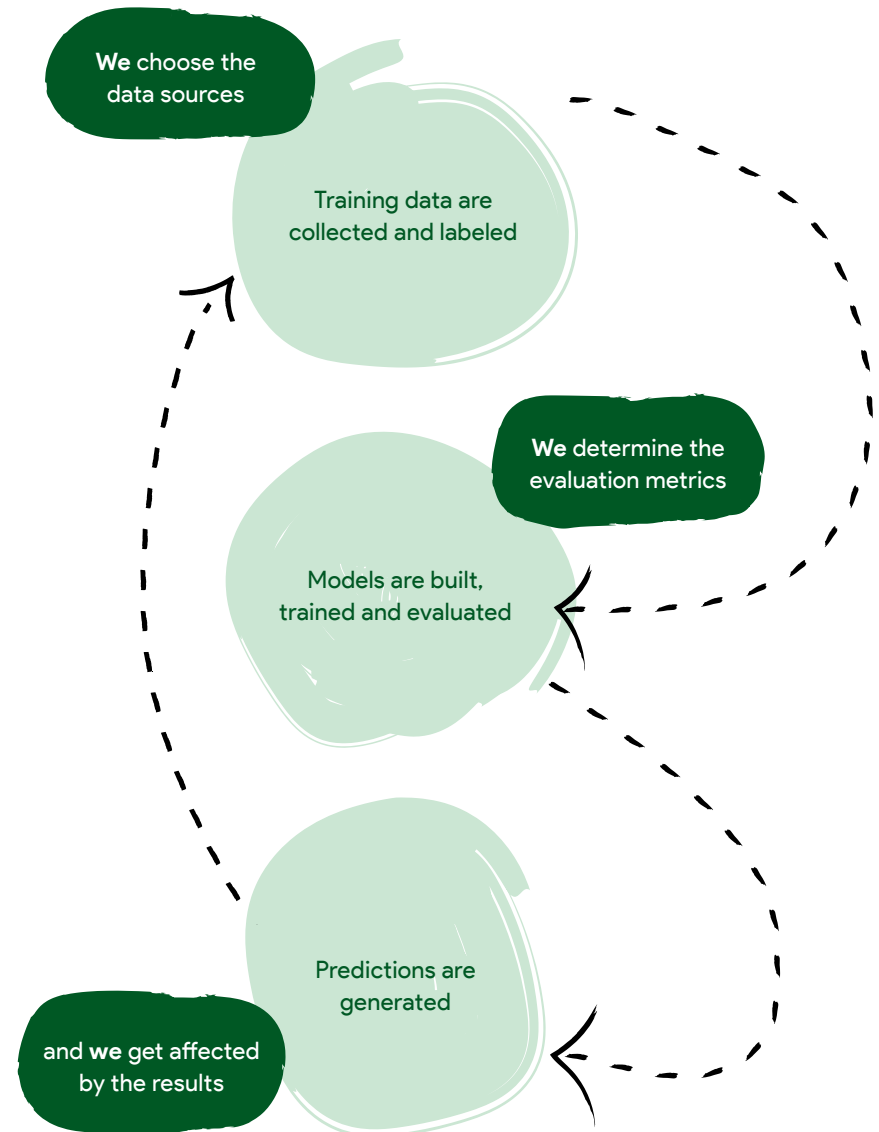 We choose the
data sources
Training data are
collected and labeled
We determine the
evaluation metrics
Models are built,
trained and evaluated
Predictions are
generated
and we get affected
by the results